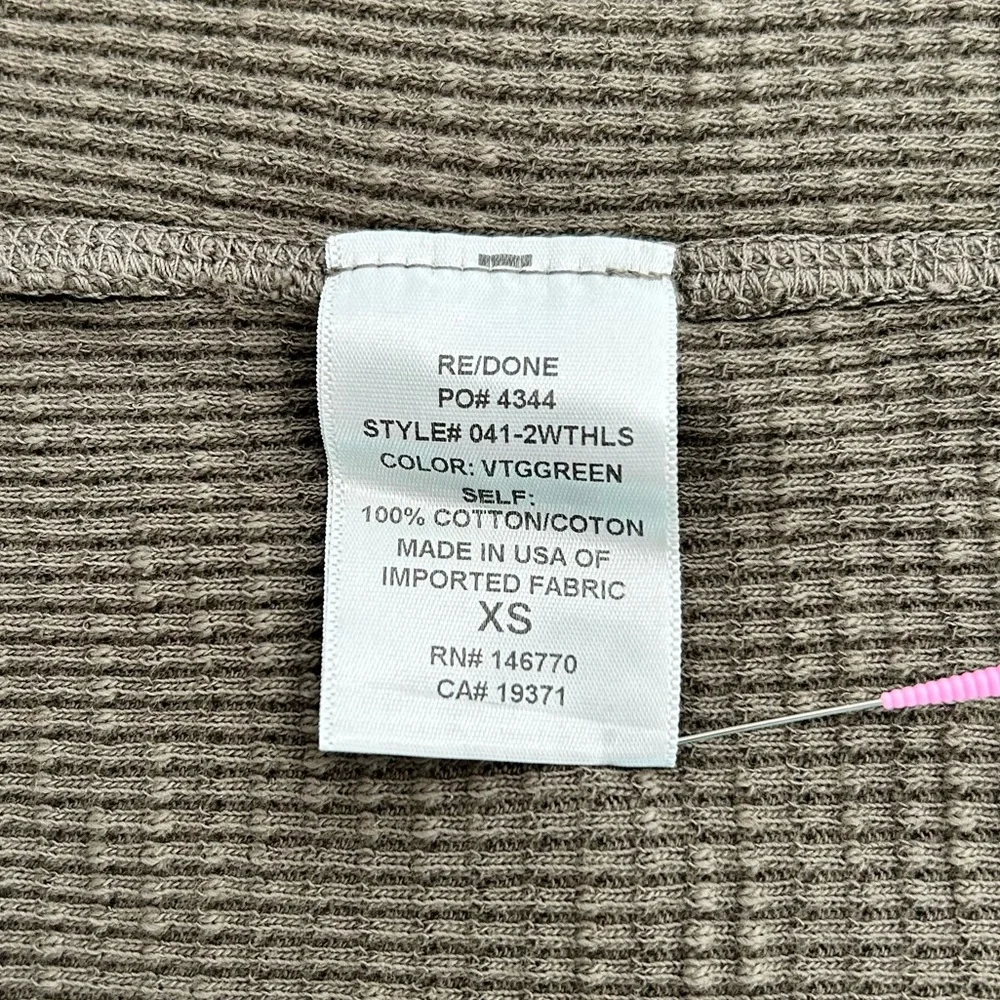 RE/DONE
PO# 4344
STYLE# 041-2WTHLS
COLOR: VTGGREEN
SELF:
100% COTTON/COTON
MADE IN USA OF
IMPORTED FABRIC
XS
RN# 146770
CA# 19371